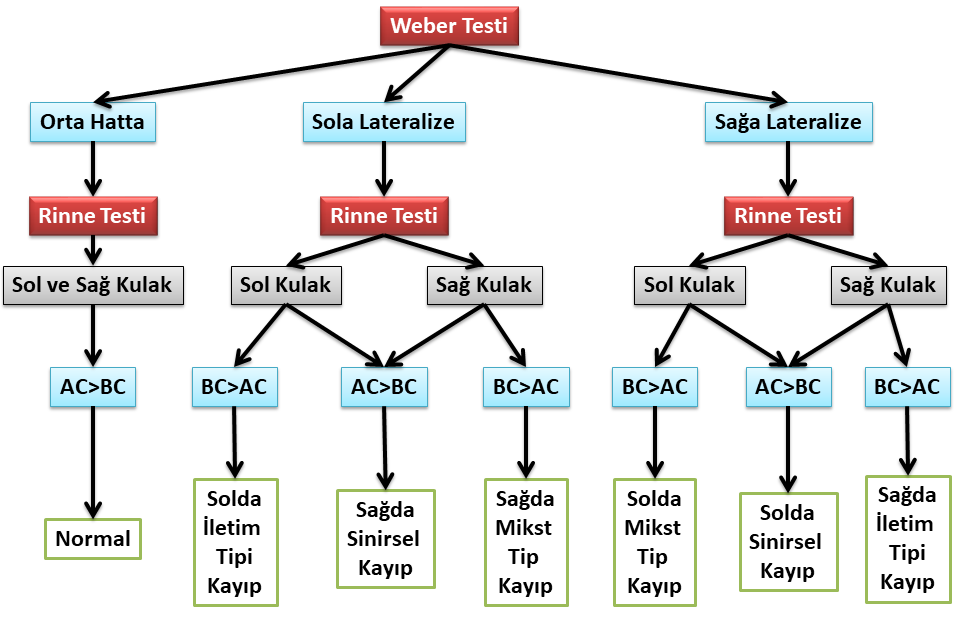 Weber Testi
Orta Hatta
Sola Lateralize
Sağa Lateralize
Rinne Testi
Rinne Testi
Rinne Testi
Sol ve Sağ Kulak
Sol Kulak
Sağ Kulak
Sol Kulak
Sağ Kulak
AC>BC
BC>AC
AC>BC
BC>AC
BC>AC
AC>BC
BC>AC
Normal
Solda
İletim
Tipi
Kayıp
Sağda
Sinirsel
Kayıp
Sağda
Mikst
Tip
Kayıp
Solda
Mikst
Tip
Kayıp
Solda
Sinirsel
Kayıp
Sağda
İletim
Tipi
Kayıp